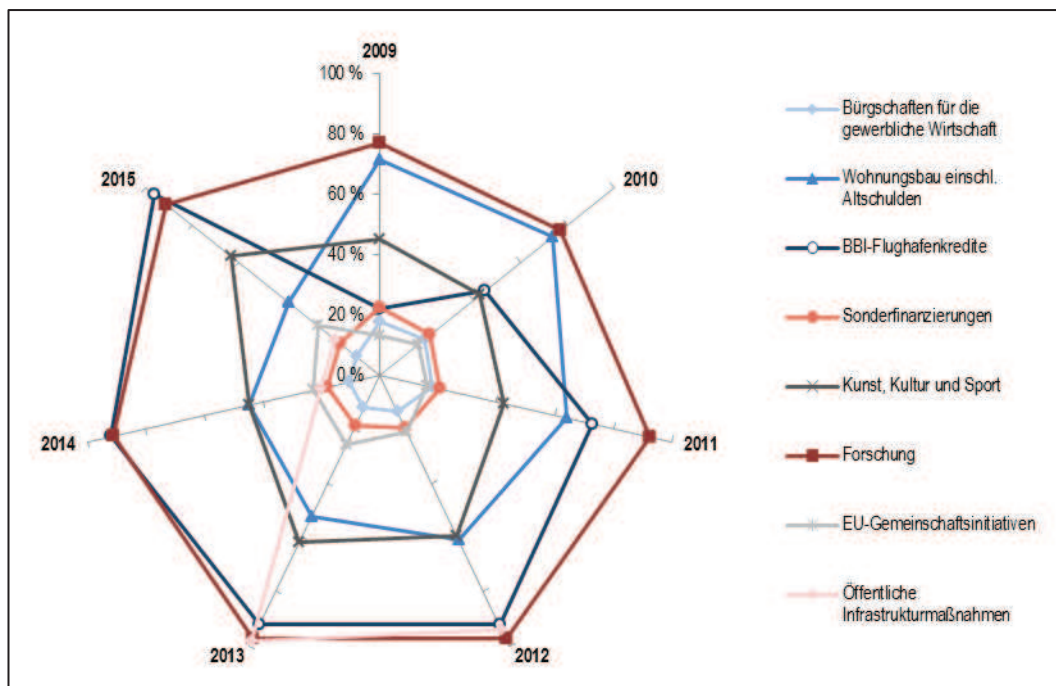 2009
100 %
80 %
60 %
40 %
20 %
0 %
2010
2011
2012
2013
2014
2015
Bürgschaften für die
gewerbliche Wirtschaft
Wohnungsbau einschl.
Altschulden
BBI-Flughafenkredite
Sonderfinanzierungen
Kunst, Kultur und Sport
Forschung
EU-Gemeinschaftsinitiativen
Öffentliche
Infrastrukturmaßnahmen